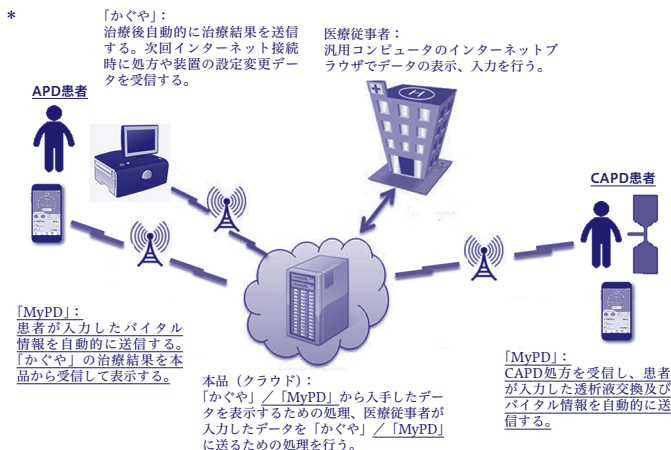 *
「かぐや」：
治療後自動的に治療結果を送信
する。次回インターネット接続
時に処方や装置の設定変更デー
タを受信する。
医療従事者：
汎用コンピュータのインターネットブ
ラウザでデータの表示、入力を行う。
APD患者
H
CAPD患者
「MyPD」：
患者が入力したバイタル
情報を自動的に送信する。
「かぐや」の治療結果を本
品から受信して表示する。
本品（クラウド）：
「かぐや」／「MyPD」から入手したデー
タを表示するための処理、医療従事者が
入力したデータを「かぐや」／「MyPD」
に送るための処理を行う。
「MyPD」：
CAPD処方を受信し、患者
が入力した透析液交換及び
バイタル情報を自動的に送
信する。